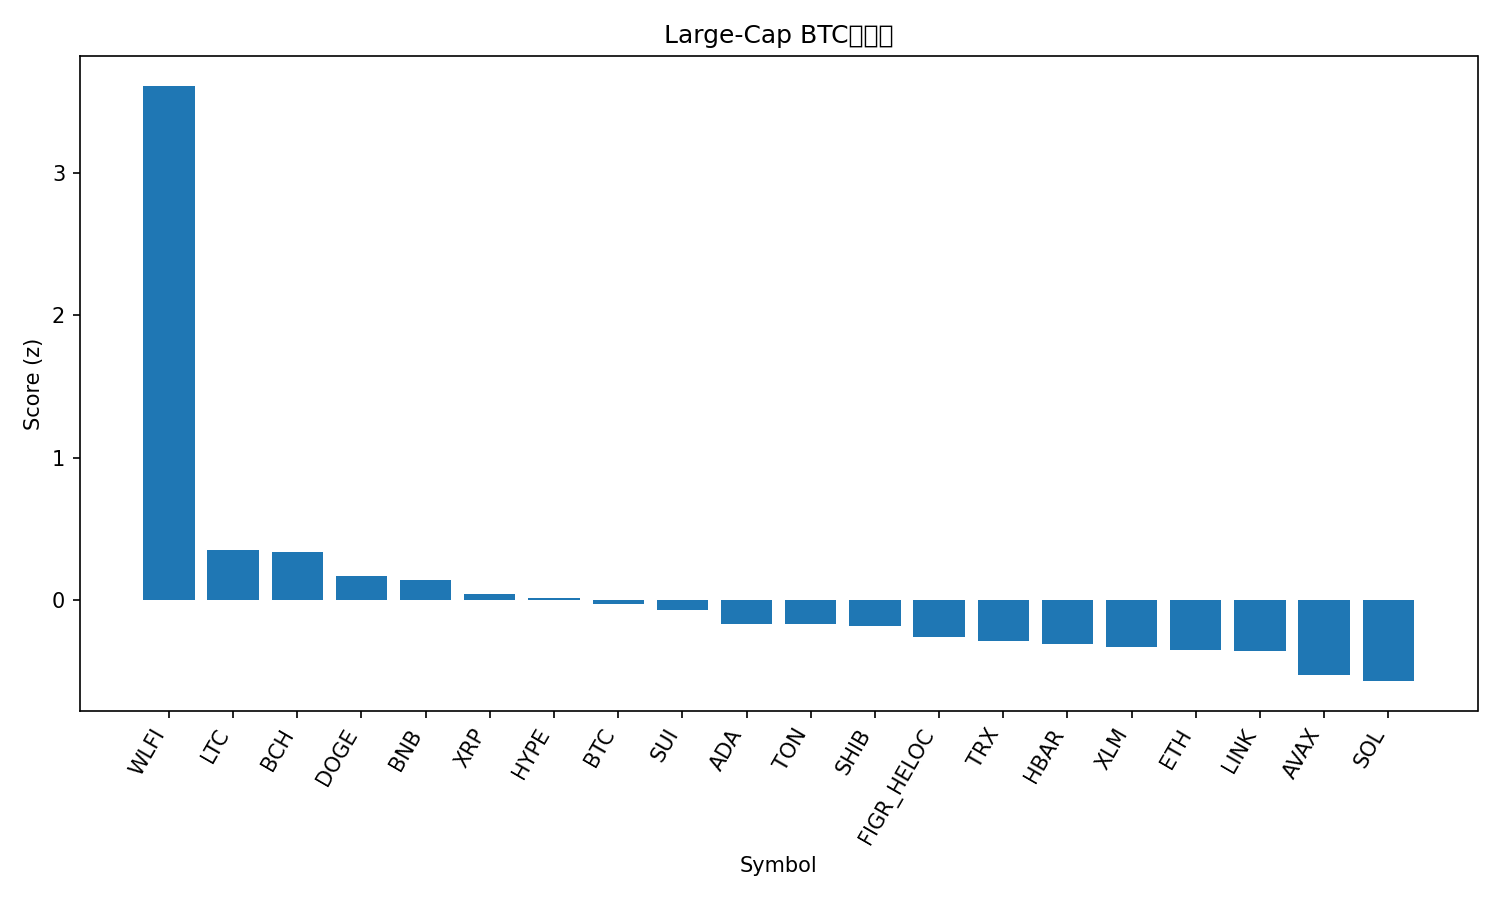 Large-Cap BTC
3
2
1
0
Score (z)
WLFI
LTC
BCH
DOGE
BNB
XRP
HYPE
BTC
SUI
ADA
TON
SHIB
FIGR_HELOC
TRX
HBAR
XLM
ETH
LINK
AVAX
SOL
Symbol